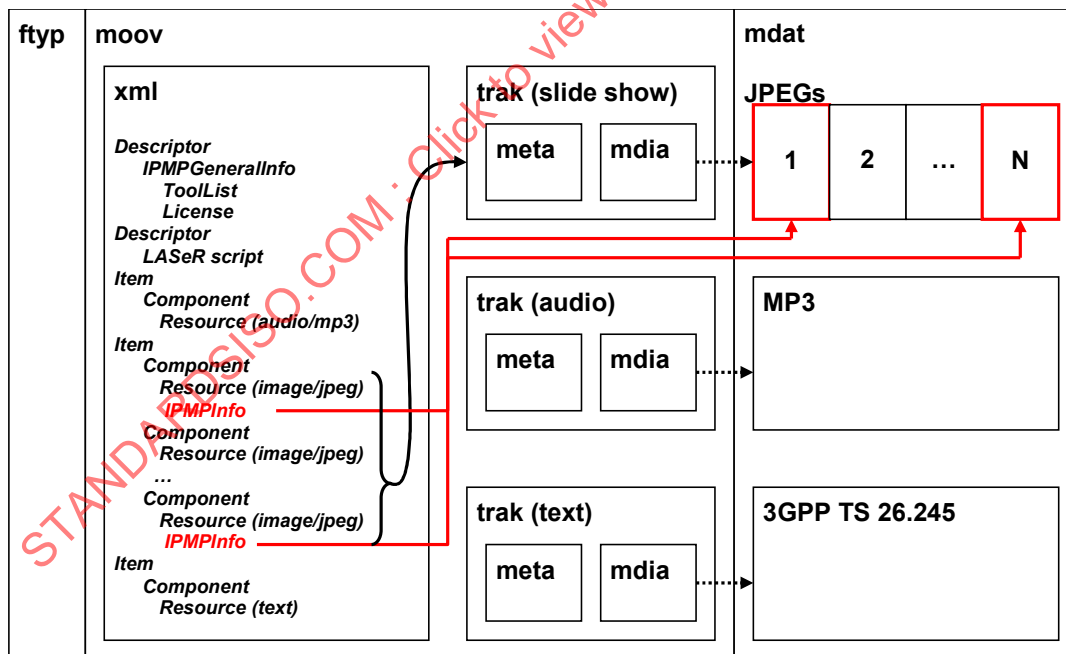 ftyp
moov
xml
Descriptor
IPMPGeneralInfo
ToolList
License
Descriptor
LASeR script
Item
Component
Resource (audio/mp3)
Item
Component
Resource (image/jpeg)
IPMPInfo
Component
Resource (image/jpeg)
...
Component
Resource (image/jpeg)
IPMPInfo
Item
Component
Resource (text)
trak (slide show)
meta
mdia
trak (audio)
meta
mdia
trak (text)
meta
mdia
mdat
JPEGs
1
2
...
N
MP3
3GPP TS 26.245
STANDARDSISO.COM : Click to view